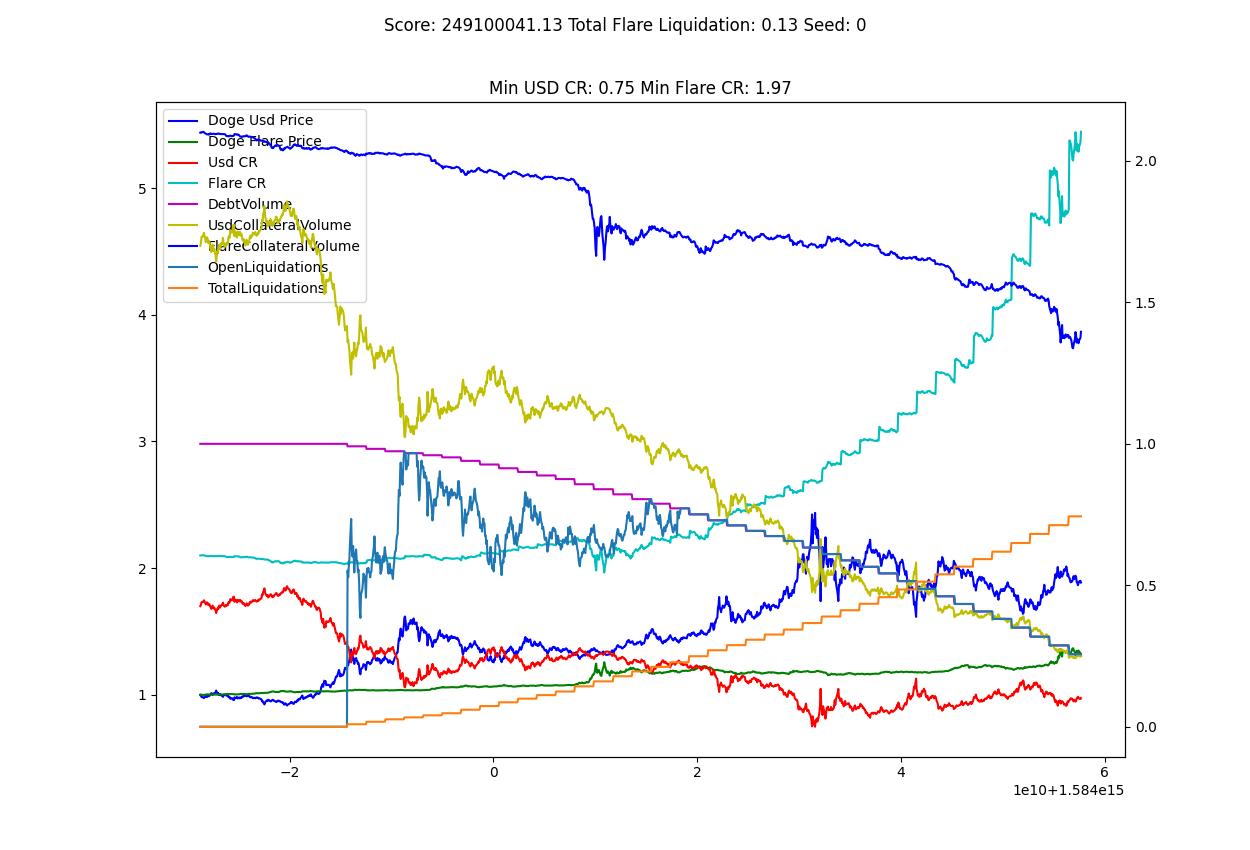 Score: 249100041.13 Total Flare Liquidation: 0.13 Seed: 0
Min USD CR: 0.75 Min Flare CR: 1.97
Doge Usd Price
Doge Flare Price
Usd CR
Flare CR
DebtVolume
UsdCollateralVolume
FlareCollateralVolume
OpenLiquidations
TotalLiquidations
5
4
3
2
1
2.0
1.5
1.0
0.5
0.0
−2
0
2
4
6
1e10+1.584e15